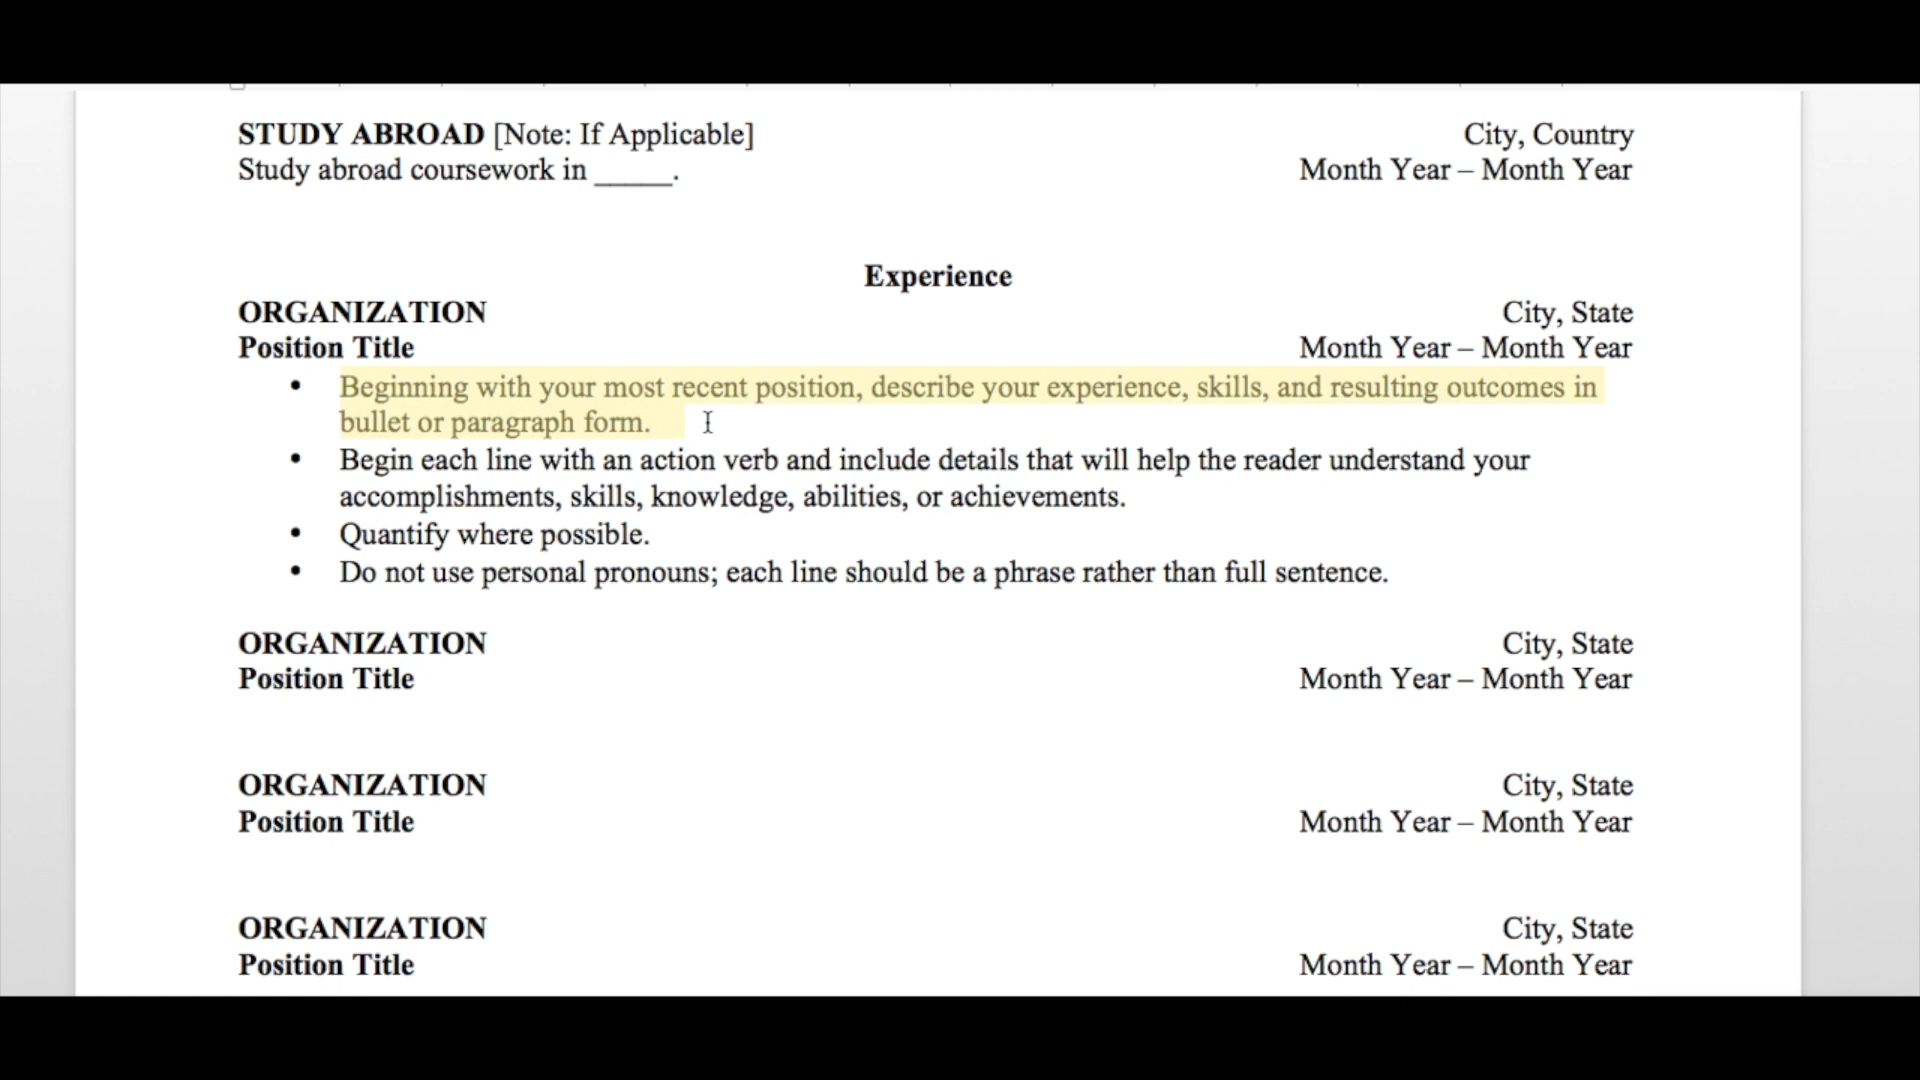 STUDY ABROAD [Note: If Applicable] City, Country
Study abroad coursework in _____. Month Year – Month Year
Experience
ORGANIZATION City, State
Position Title Month Year – Month Year
• Beginning with your most recent position, describe your experience, skills, and resulting outcomes in
bullet or paragraph form.
• Begin each line with an action verb and include details that will help the reader understand your
accomplishments, skills, knowledge, abilities, or achievements.
• Quantify where possible.
• Do not use personal pronouns; each line should be a phrase rather than full sentence.
ORGANIZATION City, State
Position Title Month Year – Month Year
ORGANIZATION City, State
Position Title Month Year – Month Year
ORGANIZATION City, State
Position Title Month Year – Month Year